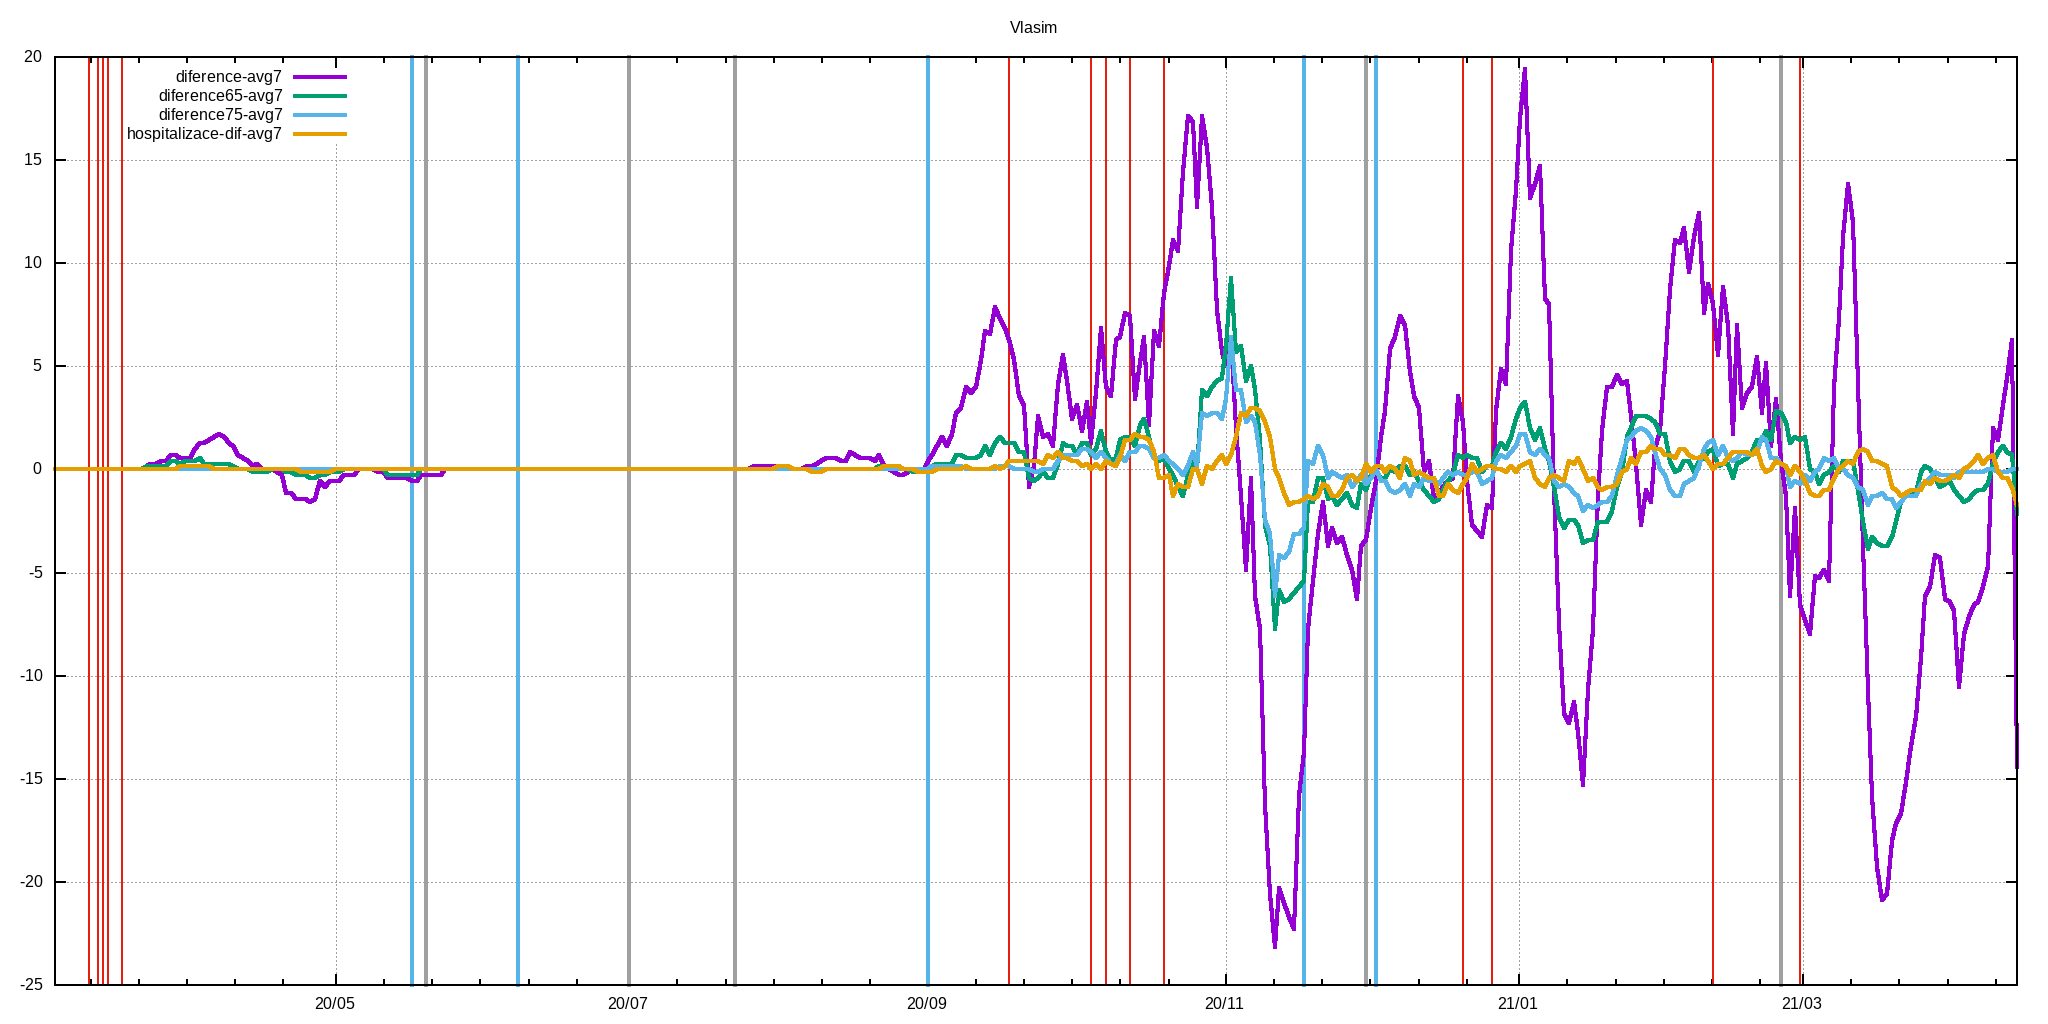 Vlasim
diference-avg7
diference65-avg7
diference75-avg7
hospitalizace-dif-avg7
20
15
10
5
0
-5
-10
-15
-20
-25
20/05 20/07 20/09 20/11 21/01 21/03